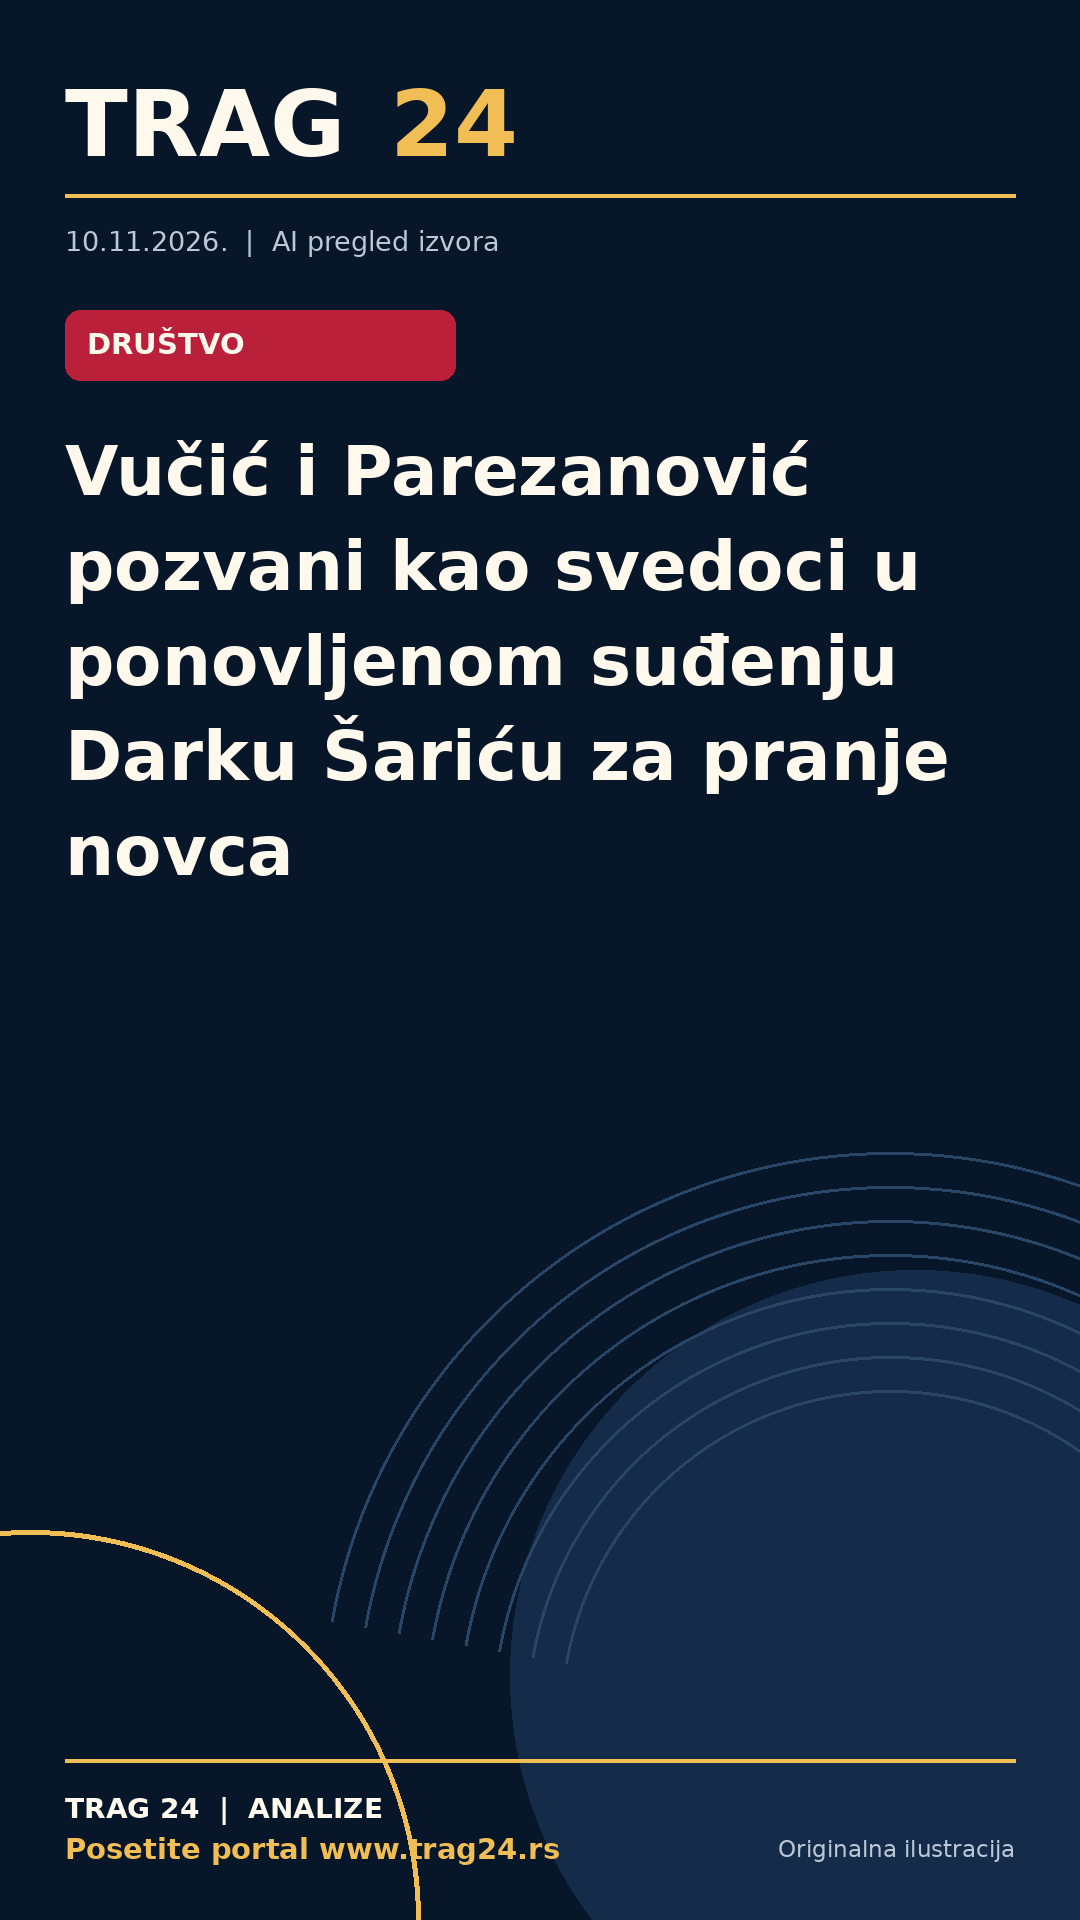 TRAG 24
10.11.2026. | AI pregled izvora
DRUŠTVO
Vučić i Parezanović
pozvani kao svedoci u
ponovljenom suđenju
Darku Šariću za pranje
novca
TRAG 24 | ANALIZE
Posetite portal www.trag24.rs
Originalna ilustracija